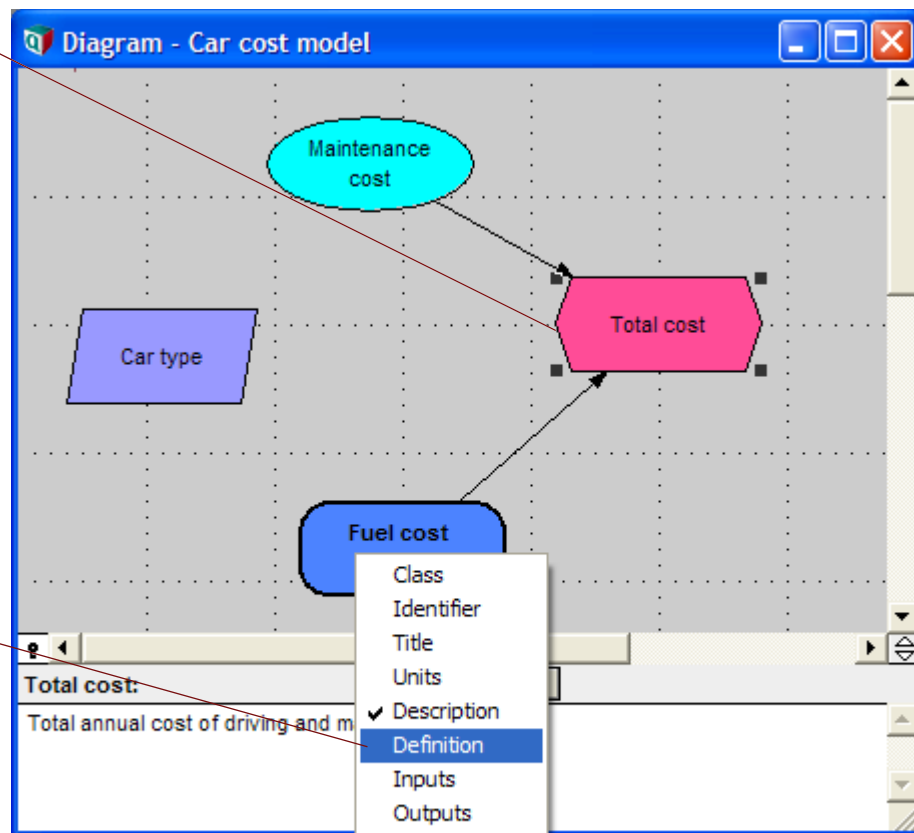 Diagram - Car cost model
Maintenance
cost
Total cost
Car type
Fuel cost
Class
Identifier
Title
Units
Description
Definition
Inputs
Outputs
Total cost:
Total annual cost of driving and m